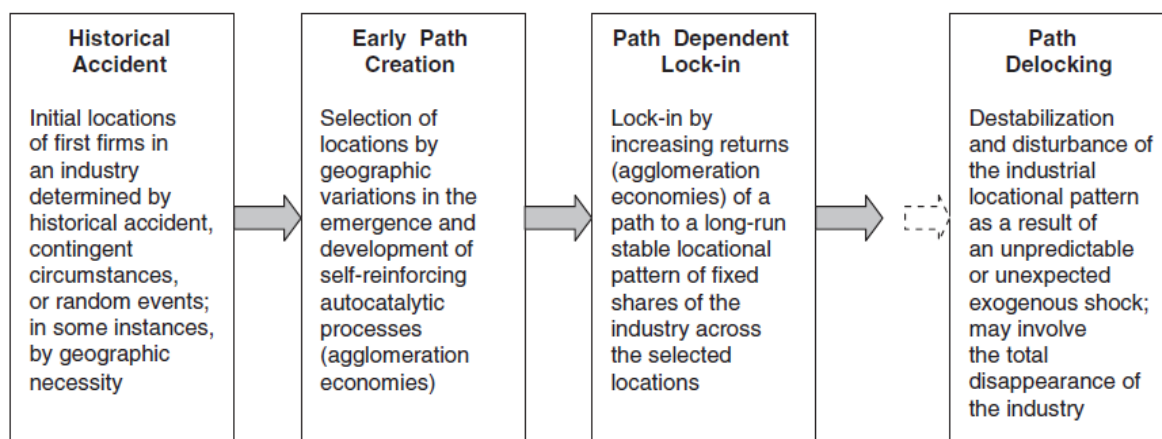 Historical
Accident
Initial locations
of first firms in
an industry
determined by
historical accident,
contingent
circumstances,
or random events;
in some instances,
by geographic
necessity
Early Path
Creation
Selection of
locations by
geographic
variations in the
emergence and
development of
self-reinforcing
autocatalytic
processes
(agglomeration
economies)
Path Dependent
Lock-in
Lock-in by
increasing returns
(agglomeration
economies) of a
path to a long-run
stable locational
pattern of fixed
shares of the
industry across
the selected
locations
Path
Delocking
Destabilization
and disturbance of
the industrial
locational pattern
as a result of
an unpredictable
or unexpected
exogenous shock;
may involve
the total
disappearance of
the industry